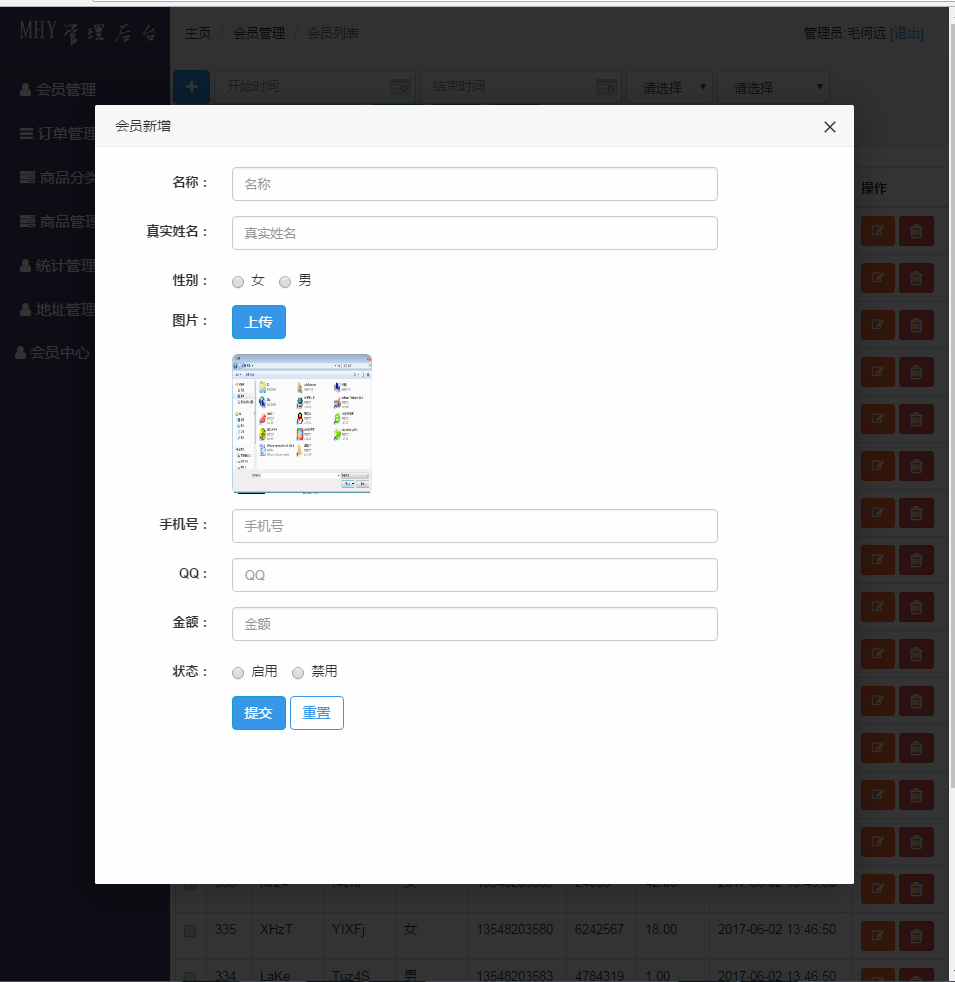 MHY管理后台
主页 / 会员管理 / 会员列表
管理员:毛何远 [退出]
会员管理
订单管理
商品分类
商品管理
统计管理
地址管理
会员中心
开始时间
结束时间
请选择
请选择
操作
会员新增
名称：
名称
真实姓名：
真实姓名
性别：
女
男
图片：
上传
手机号：
手机号
QQ：
QQ
金额：
金额
状态：
启用
禁用
提交
重置
335 XHzT YIXFj 女 13548203580 6242567 18.00 2017-06-02 13:46:50
334 LaKe Tuz4S 男 13548203583 4784319 1.00 2017-06-02 13:46:50